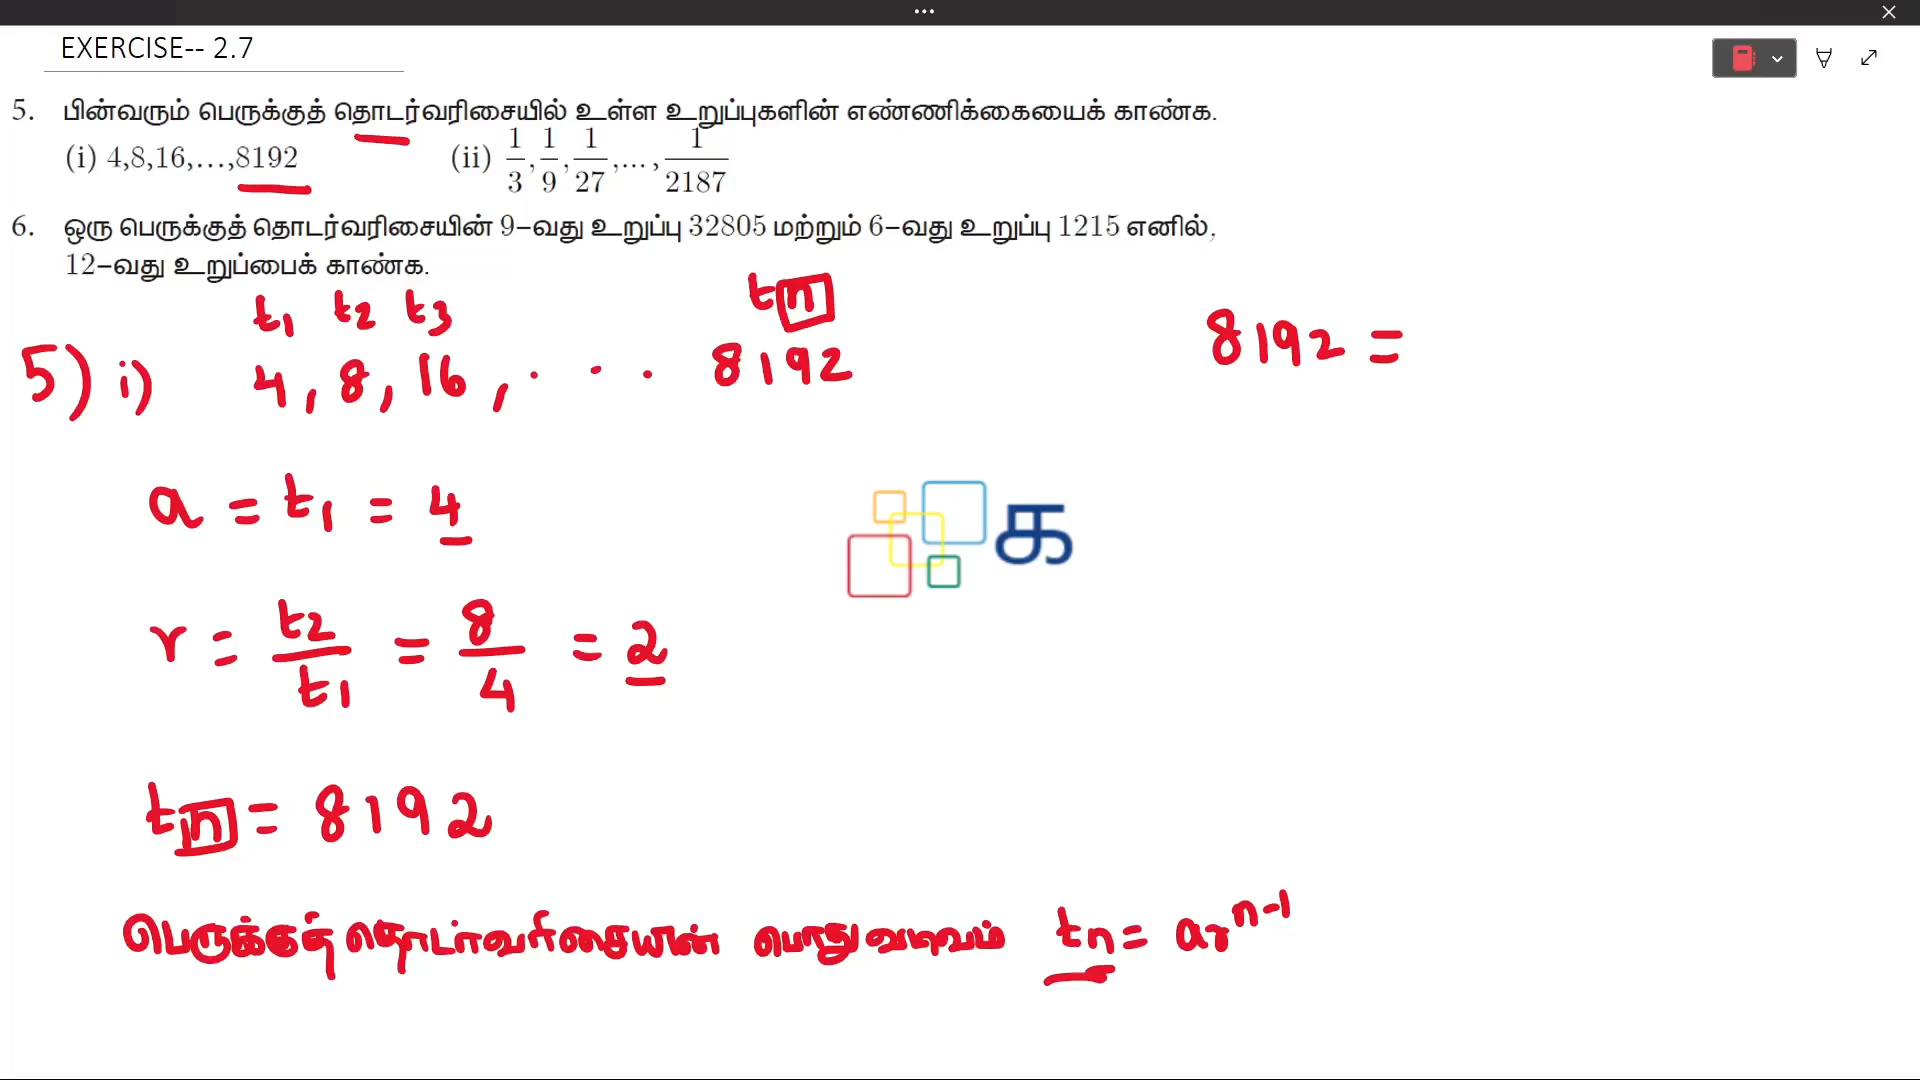 EXERCISE-- 2.7
5. பின்வரும் பெருக்குத் தொடர்வரிசையில் உள்ள உறுப்புகளின் எண்ணிக்கையைக் காண்க.
(i) 4,8,16,...,8192 (ii) 1/3, 1/9, 1/27, ..., 1/2187
6. ஒரு பெருக்குத் தொடர்வரிசையின் 9-வது உறுப்பு 32805 மற்றும் 6-வது உறுப்பு 1215 எனில்,
12-வது உறுப்பைக் காண்க.
t1 t2 t3 tn
5) i) 4, 8, 16, . . . 8192
8192 =
a = t1 = 4
க
r = t2/t1 = 8/4 = 2
tn = 8192
பெருக்குத் தொடர்வரிசையின் பொது வடிவம் tn = ar^n-1